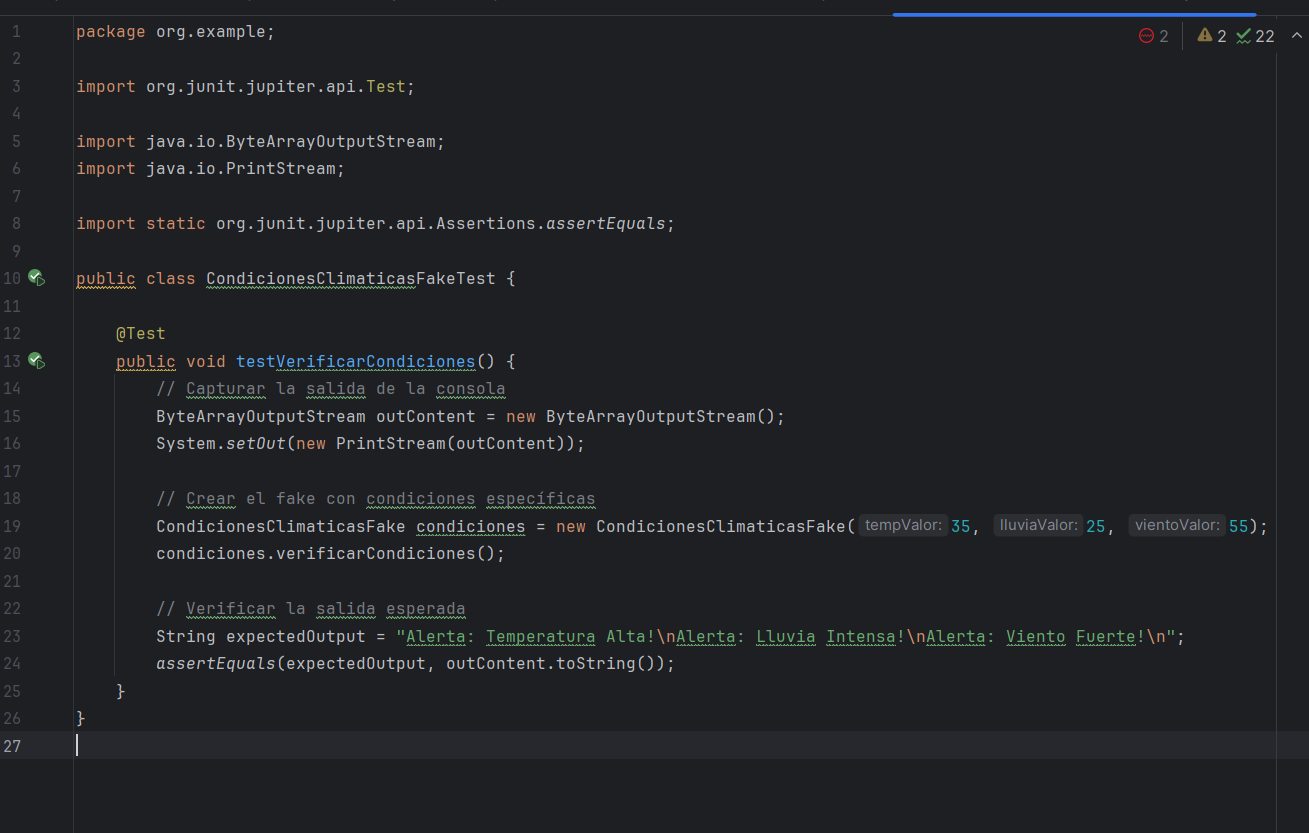 2 2 22
1 package org.example;
2
3 import org.junit.jupiter.api.Test;
4
5 import java.io.ByteArrayOutputStream;
6 import java.io.PrintStream;
7
8 import static org.junit.jupiter.api.Assertions.assertEquals;
9
10 public class CondicionesClimaticasFakeTest {
11
12     @Test
13     public void testVerificarCondiciones() {
14         // Capturar la salida de la consola
15         ByteArrayOutputStream outContent = new ByteArrayOutputStream();
16         System.setOut(new PrintStream(outContent));
17
18         // Crear el fake con condiciones específicas
19         CondicionesClimaticasFake condiciones = new CondicionesClimaticasFake( tempValor: 35, lluviaValor: 25, vientoValor: 55);
20         condiciones.verificarCondiciones();
21
22         // Verificar la salida esperada
23         String expectedOutput = "Alerta: Temperatura Alta!\nAlerta: Lluvia Intensa!\nAlerta: Viento Fuerte!\n";
24         assertEquals(expectedOutput, outContent.toString());
25     }
26 }
27